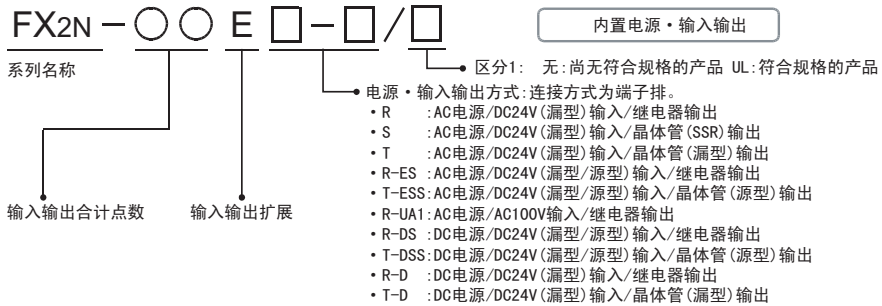 FX2N-○○E□-□/□
内置电源·输入输出
系列名称
区分1: 无:尚无符合规格的产品 UL:符合规格的产品
电源·输入输出方式:连接方式为端子排。
·R :AC电源/DC24V(漏型)输入/继电器输出
·S :AC电源/DC24V(漏型)输入/晶体管(SSR)输出
·T :AC电源/DC24V(漏型)输入/晶体管(漏型)输出
·R-ES :AC电源/DC24V(漏型/源型)输入/继电器输出
·T-ESS:AC电源/DC24V(漏型/源型)输入/晶体管(源型)输出
·R-UA1:AC电源/AC100V输入/继电器输出
·R-DS :DC电源/DC24V(漏型/源型)输入/继电器输出
·T-DSS:DC电源/DC24V(漏型/源型)输入/晶体管(源型)输出
·R-D :DC电源/DC24V(漏型)输入/继电器输出
·T-D :DC电源/DC24V(漏型)输入/晶体管(漏型)输出
输入输出合计点数
输入输出扩展